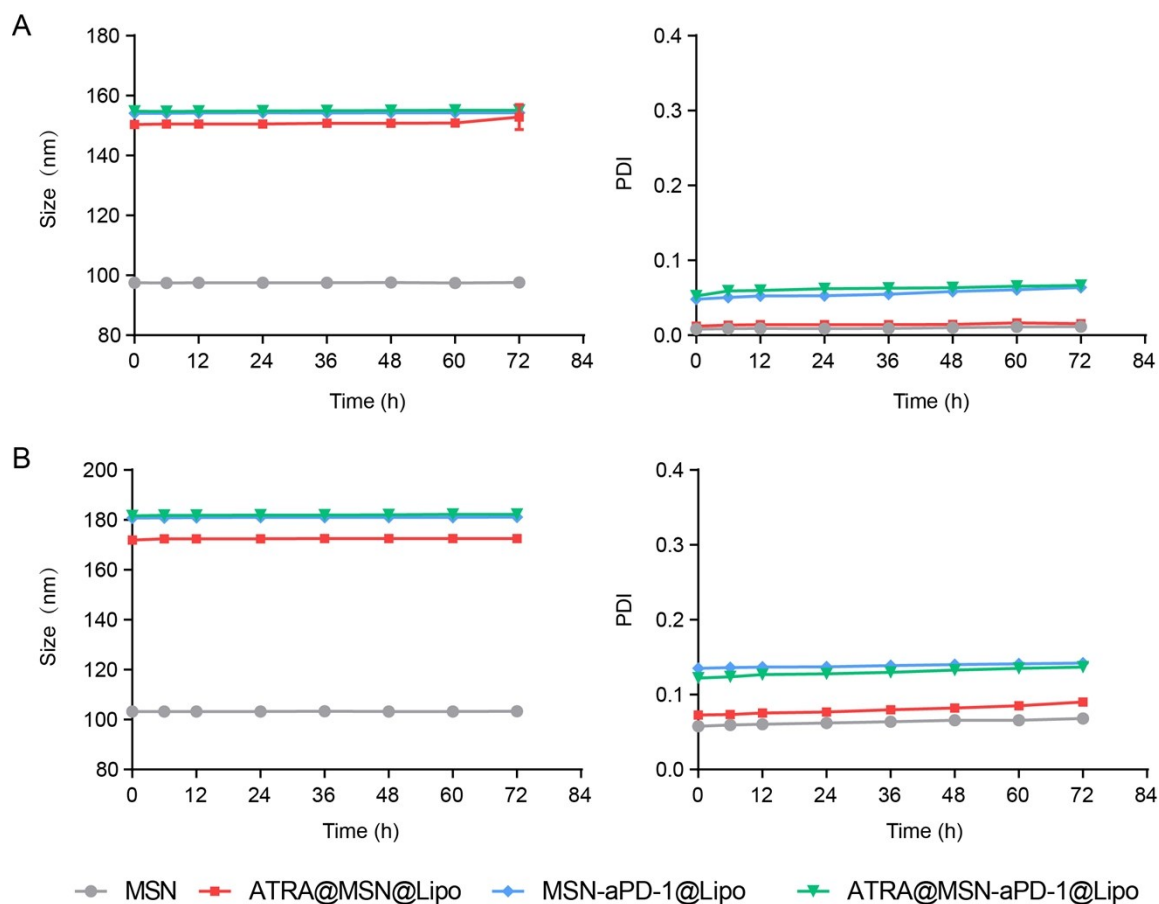 A
180
160
140
120
100
80
Size（nm）
0 12 24 36 48 60 72 84
Time (h)
0.4
0.3
0.2
0.1
0.0
PDI
0 12 24 36 48 60 72 84
Time (h)
B
200
180
160
140
120
100
80
Size（nm）
0 12 24 36 48 60 72 84
Time (h)
0.4
0.3
0.2
0.1
0.0
PDI
0 12 24 36 48 60 72 84
Time (h)
MSN ATRA@MSN@Lipo MSN-aPD-1@Lipo ATRA@MSN-aPD-1@Lipo